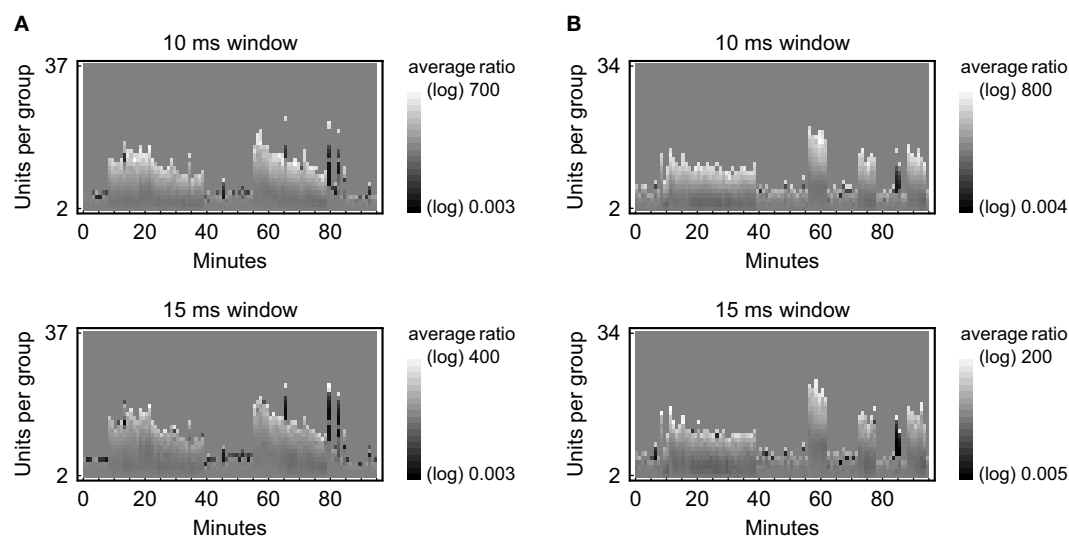 A
10 ms window
37
Units per group
2
0 20 40 60 80
Minutes
average ratio
(log) 700
(log) 0.003
15 ms window
37
Units per group
2
0 20 40 60 80
Minutes
average ratio
(log) 400
(log) 0.003
B
10 ms window
34
Units per group
2
0 20 40 60 80
Minutes
average ratio
(log) 800
(log) 0.004
15 ms window
34
Units per group
2
0 20 40 60 80
Minutes
average ratio
(log) 200
(log) 0.005